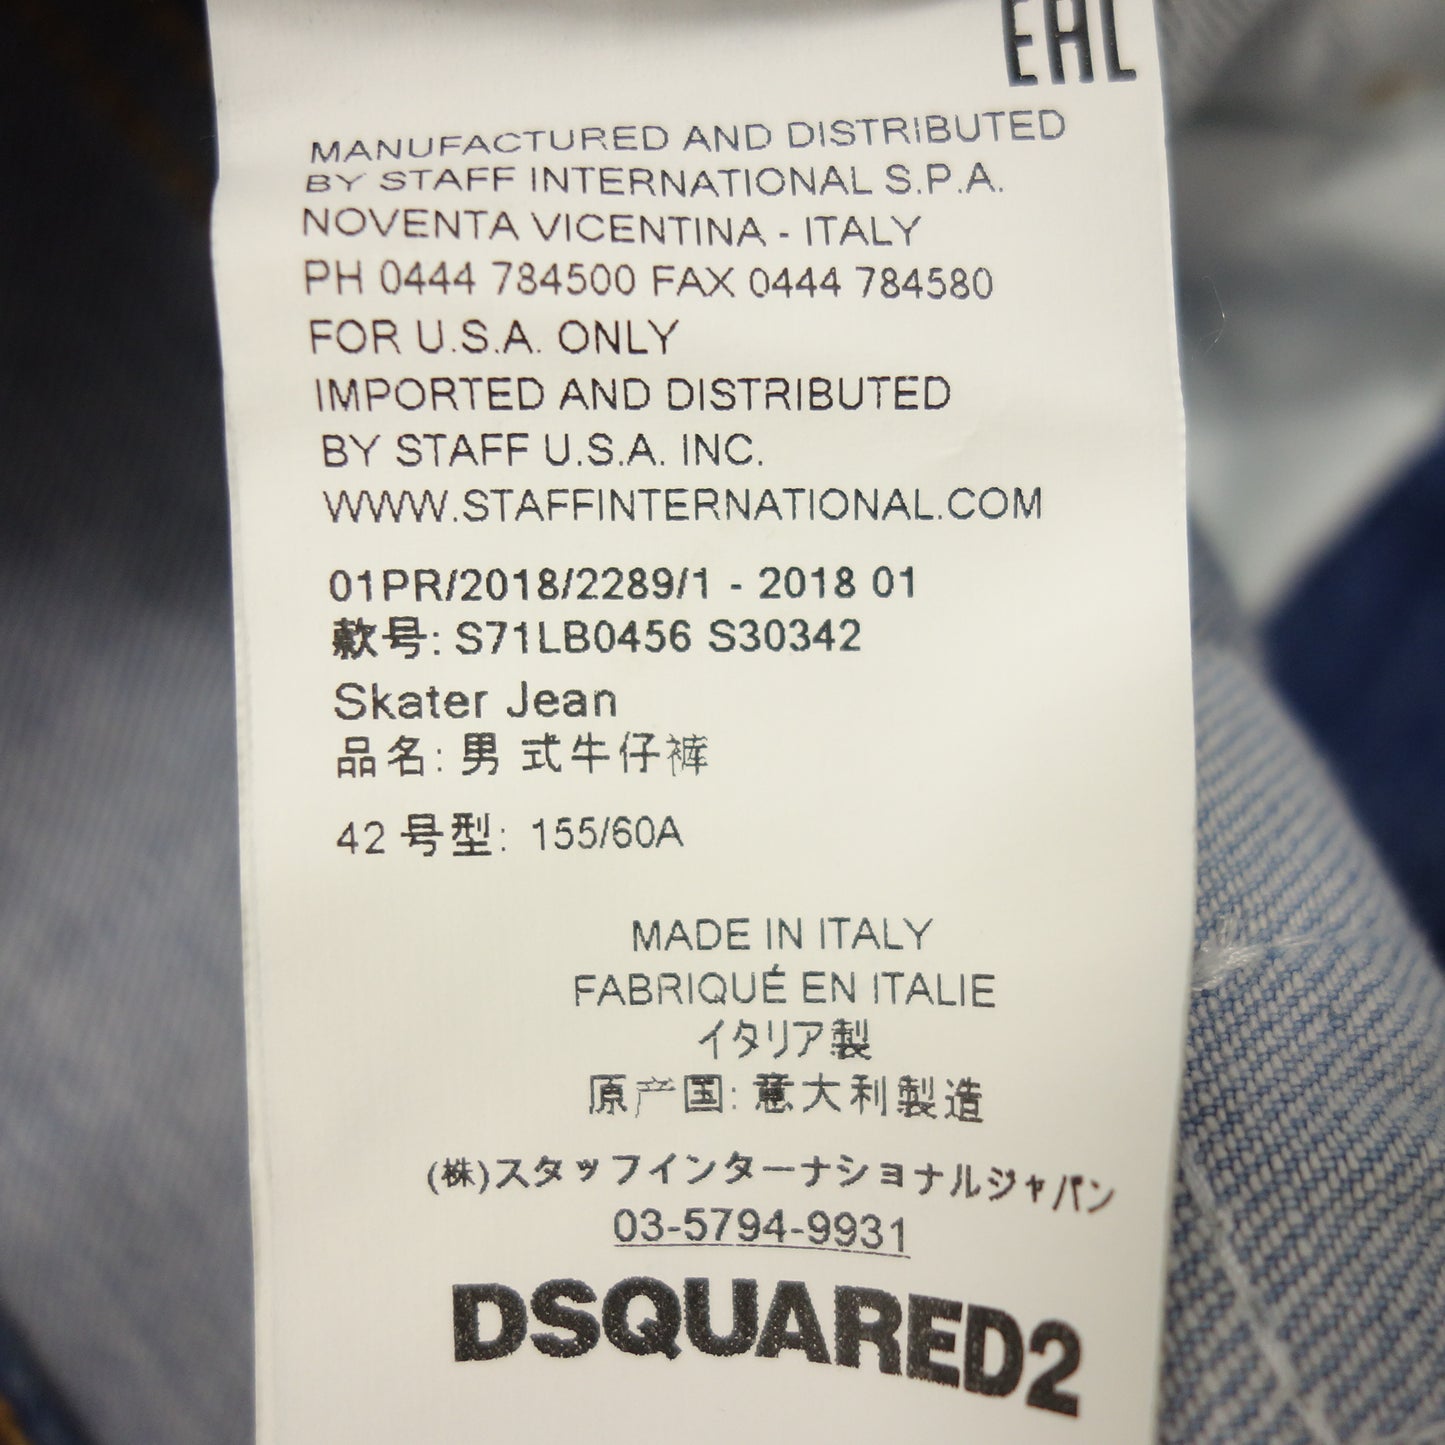 EAC
MANUFACTURED AND DISTRIBUTED
BY STAFF INTERNATIONAL S.P.A.
NOVENTA VICENTINA - ITALY
PH 0444 784500 FAX 0444 784580
FOR U.S.A. ONLY
IMPORTED AND DISTRIBUTED
BY STAFF U.S.A. INC.
WWW.STAFFINTERNATIONAL.COM
01PR/2018/2289/1 - 2018 01
款号: S71LB0456 S30342
Skater Jean
品名: 男 式牛仔裤
42 号型: 155/60A
MADE IN ITALY
FABRIQUÉ EN ITALIE
イタリア製
原产国: 意大利製造
(株)スタッフインターナショナルジャパン
03-5794-9931
DSQUARED2